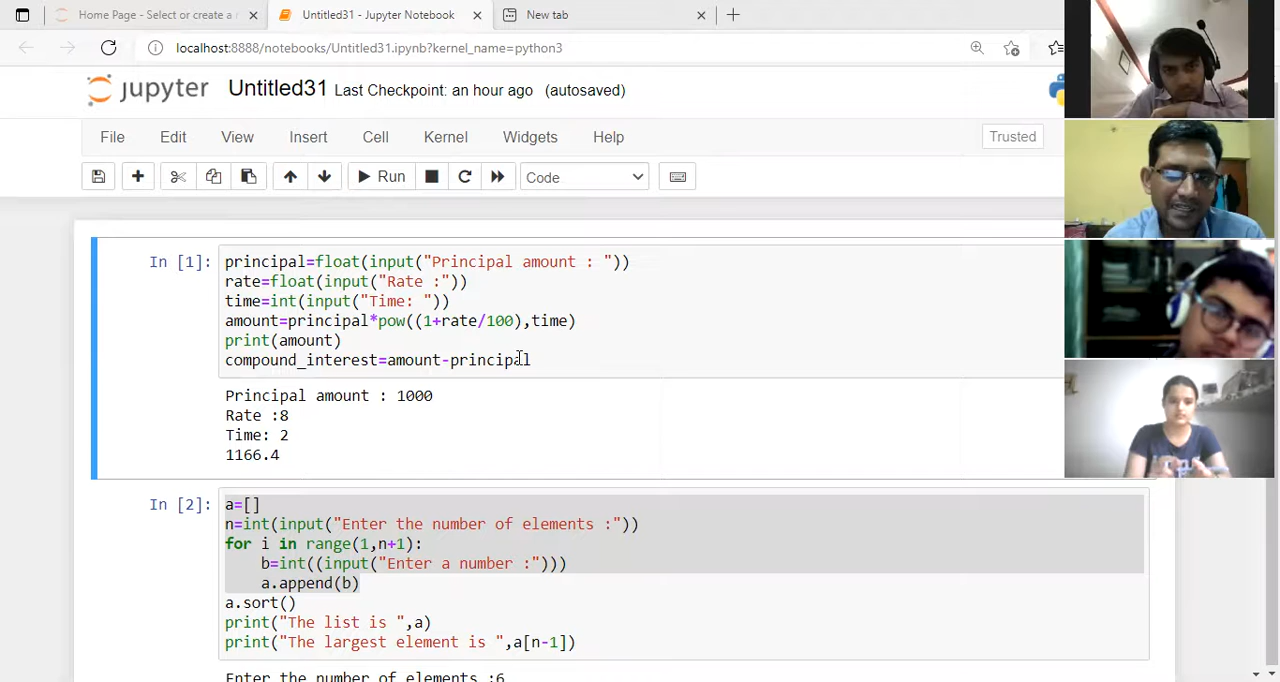 Home Page - Select or create a
Untitled31 - Jupyter Notebook
New tab
localhost:8888/notebooks/Untitled31.ipynb?kernel_name=python3
jupyter Untitled31 Last Checkpoint: an hour ago (autosaved)
File Edit View Insert Cell Kernel Widgets Help Trusted
Run Code
In [1]: principal=float(input("Principal amount : "))
rate=float(input("Rate :"))
time=int(input("Time: "))
amount=principal*pow((1+rate/100),time)
print(amount)
compound_interest=amount-principal
Principal amount : 1000
Rate :8
Time: 2
1166.4
In [2]: a=[]
n=int(input("Enter the number of elements :"))
for i in range(1,n+1):
    b=int((input("Enter a number :")))
    a.append(b)
a.sort()
print("The list is ",a)
print("The largest element is ",a[n-1])
Enter the number of elements :6